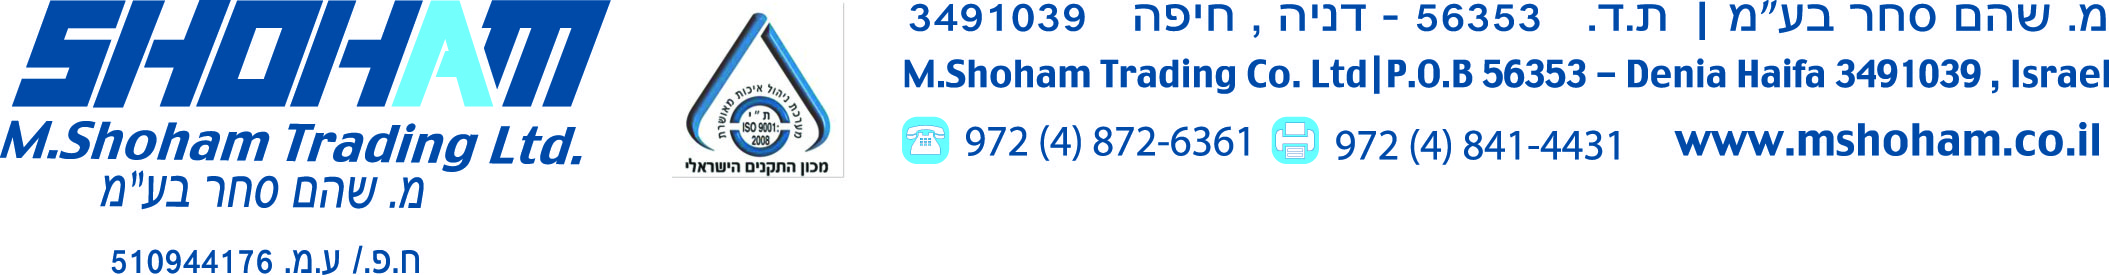 SHOHAM
M.Shoham Trading Ltd.
מ. שהם סחר בע"מ
ח.פ./ ע.מ. 510944176
מערכת ניהול איכות מאושרת
ת"י
ISO 9001:
2008
מכון התקנים הישראלי
מ. שהם סחר בע"מ | ת.ד. 56353 - דניה , חיפה 3491039
M.Shoham Trading Co. Ltd|P.O.B 56353 – Denia Haifa 3491039 , Israel
972 (4) 872-6361 972 (4) 841-4431 www.mshoham.co.il